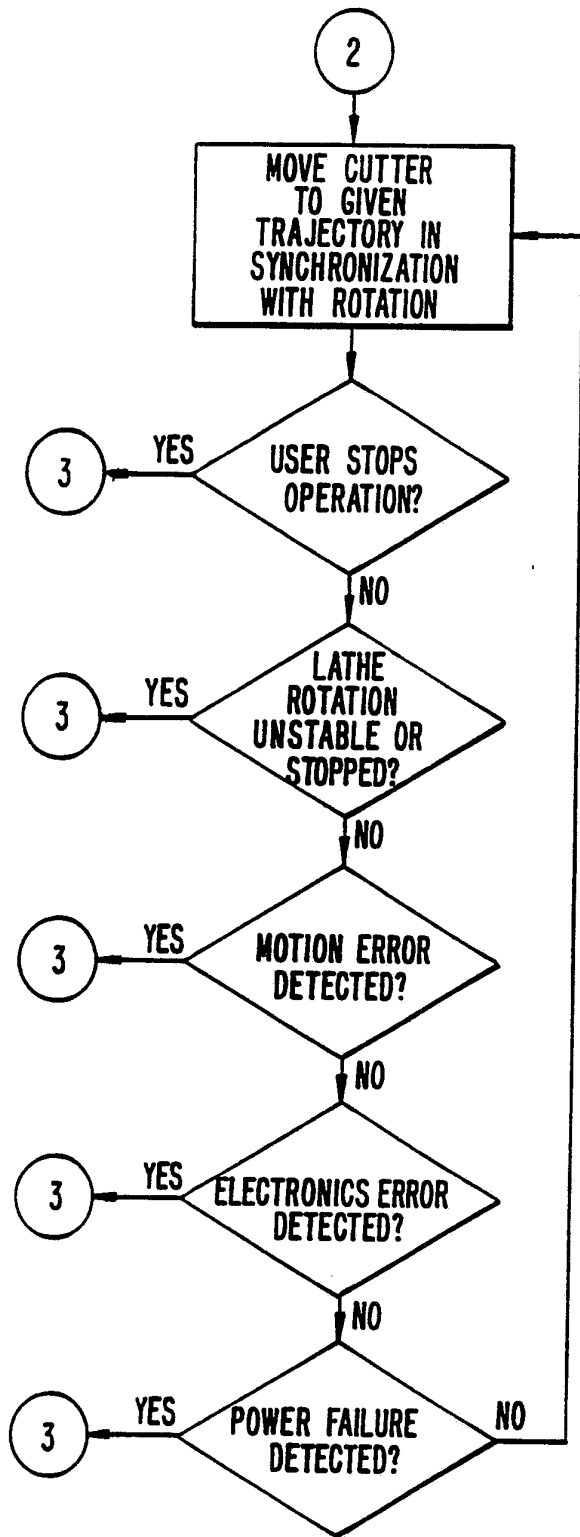 2
MOVE CUTTER
TO GIVEN
TRAJECTORY IN
SYNCHRONIZATION
WITH ROTATION
YES
3
USER STOPS
OPERATION?
NO
YES
3
LATHE
ROTATION
UNSTABLE OR
STOPPED?
NO
YES
3
MOTION ERROR
DETECTED?
NO
YES
3
ELECTRONICS ERROR
DETECTED?
NO
YES
3
POWER FAILURE
DETECTED?
NO